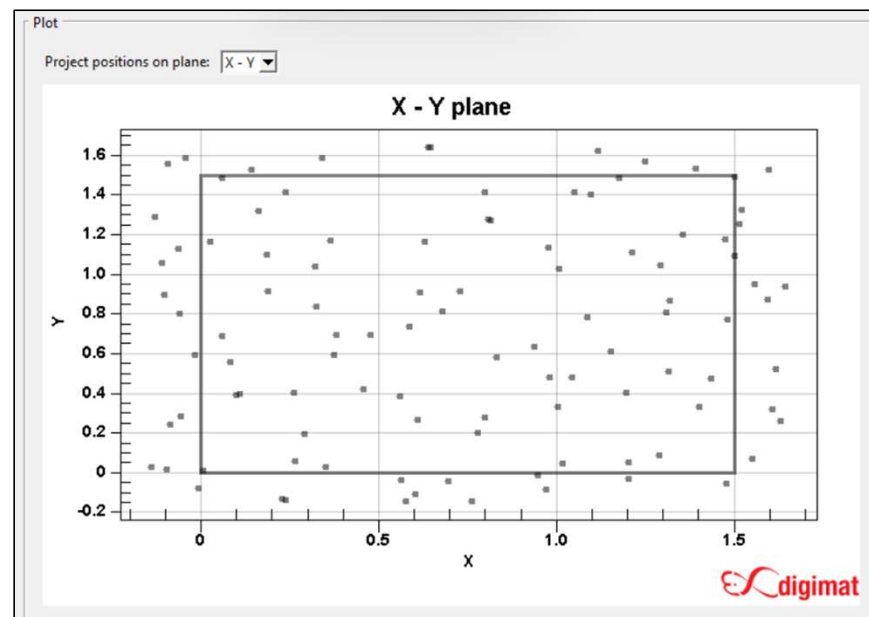 Plot
Project positions on plane: X - Y
X - Y plane
1.6
1.4
1.2
1.0
0.8
0.6
0.4
0.2
0
-0.2
Y
0 0.5 1.0 1.5
X
digimat